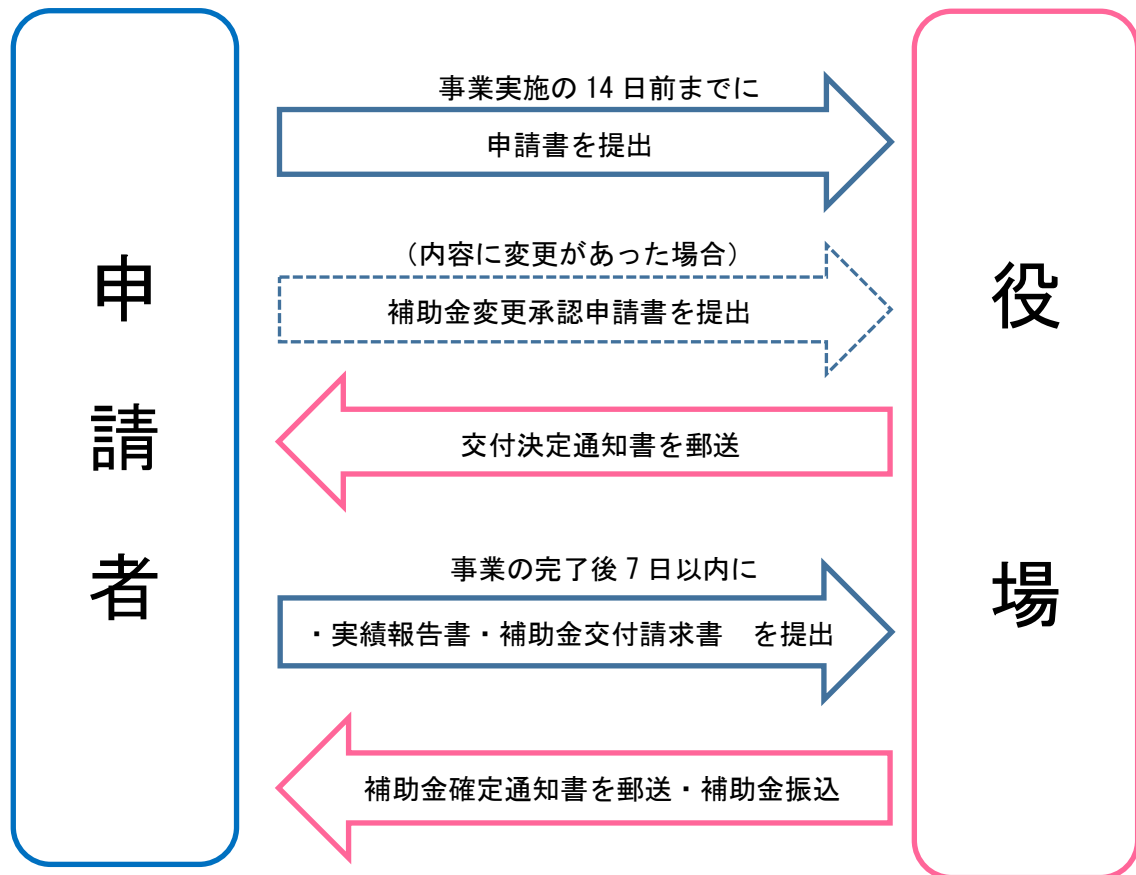 申請者
事業実施の14日前までに
申請書を提出
(内容に変更があった場合)
補助金変更承認申請書を提出
交付決定通知書を郵送
事業の完了後7日以内に
・実績報告書・補助金交付請求書　を提出
補助金確定通知書を郵送・補助金振込
役場